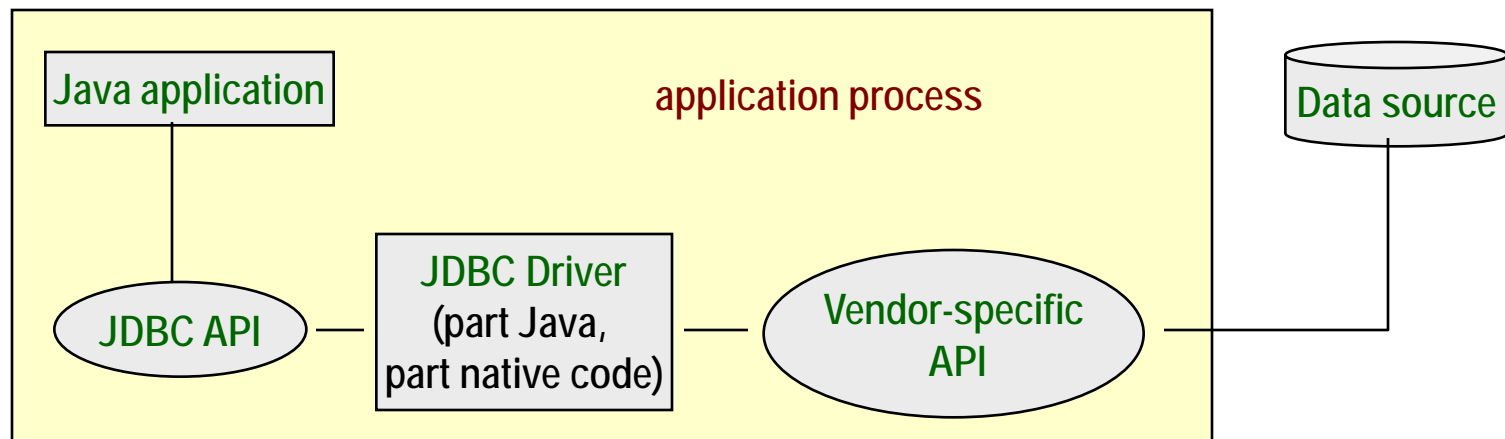 Java application
application process
Data source
JDBC API
JDBC Driver
(part Java,
part native code)
Vendor-specific
API